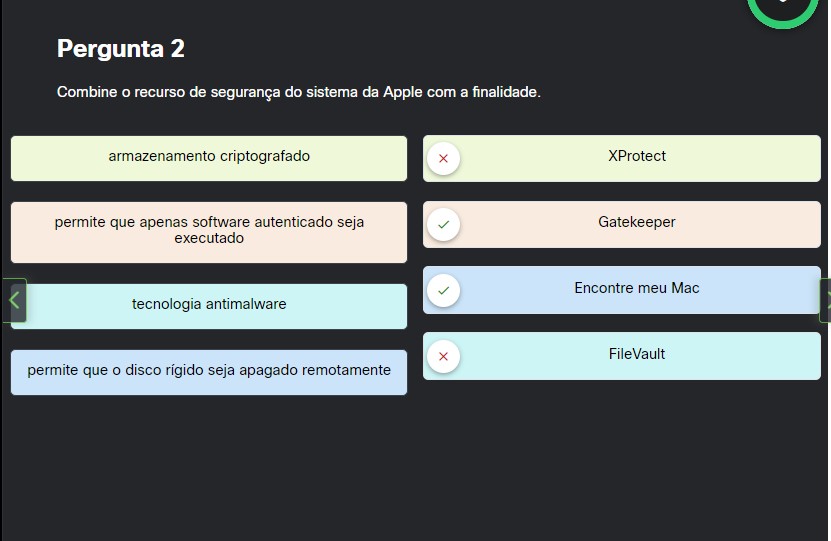 Pergunta 2
Combine o recurso de segurança do sistema da Apple com a finalidade.
armazenamento criptografado
XProtect
permite que apenas software autenticado seja
executado
Gatekeeper
tecnologia antimalware
Encontre meu Mac
permite que o disco rígido seja apagado remotamente
FileVault